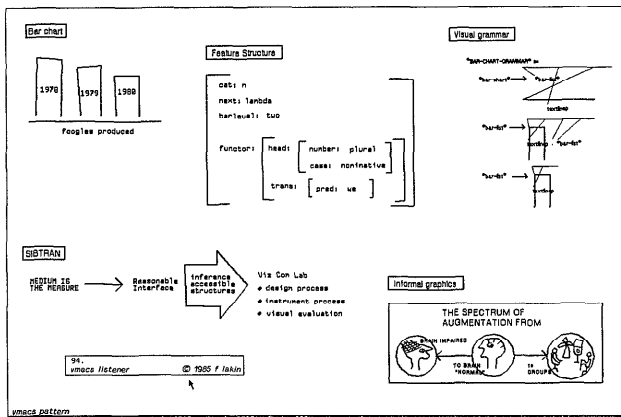 Bar chart
1978
1979
1980
Foogles produced
Feature Structure
cat: n
next: lambda
barlevel: two
functor:
head:
number: plural
case: nominative
trans:
pred: we
Visual grammar
"BAR-CHART-GRAMMAR" is
"bar-chart"
"bar-list"
textline
"bar-list"
textline
"bar-list"
"bar-list"
textline
SIBTRAN
MEDIUM IS
THE MEASURE
Reasonable
Interface
inference
accessible
structures
Viz Com Lab
design process
instrument process
visual evaluation
Informal graphics
THE SPECTRUM OF
AUGMENTATION FROM
BRAIN IMPAIRED
TO BRAIN
"NORMAL"
TO
GROUPS
94.
vmacs listener © 1985 f lakin
vmacs pattern